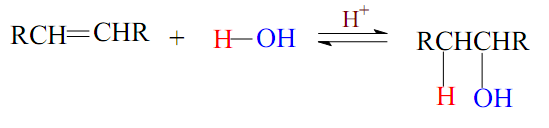 RCH=CHR + H—OH H⁺ RCHCHR
H OH